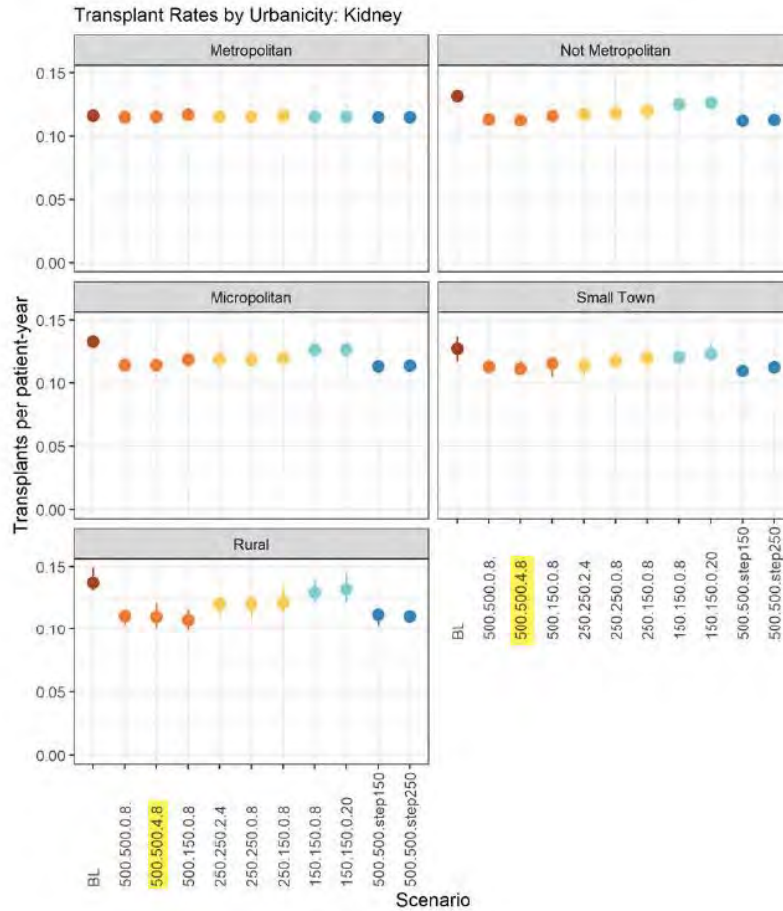 Transplant Rates by Urbanicity: Kidney
Metropolitan
Not Metropolitan
0.15
0.10
0.05
0.00
Micropolitan
Small Town
0.15
0.10
0.05
0.00
Rural
0.15
0.10
0.05
0.00
Transplants per patient-year
BL
500.500.0.8.
500.500.4.8
500.150.0.8
250.250.2.4
250.250.0.8
250.150.0.8
150.150.0.8
150.150.0.20
500.500.step150
500.500.step250
BL
500.500.0.8.
500.500.4.8
500.150.0.8
250.250.2.4
250.250.0.8
250.150.0.8
150.150.0.8
150.150.0.20
500.500.step150
500.500.step250
Scenario